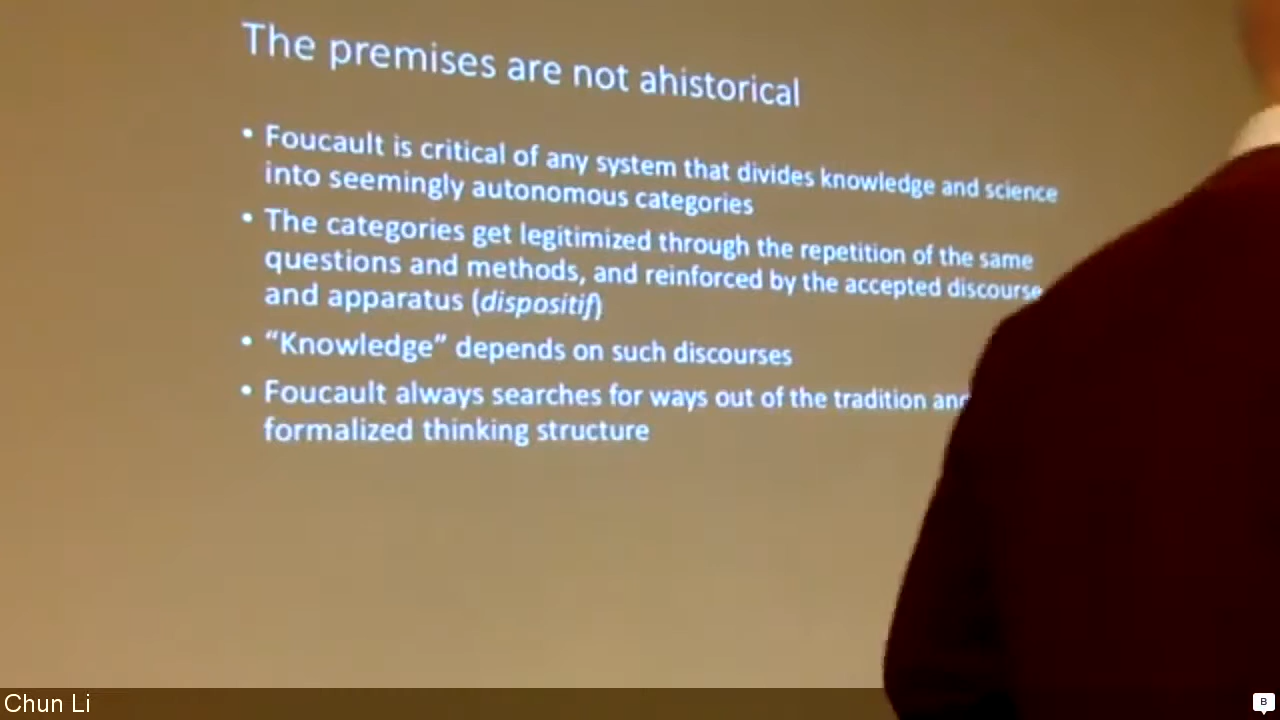 The premises are not ahistorical
• Foucault is critical of any system that divides knowledge and science
into seemingly autonomous categories
• The categories get legitimized through the repetition of the same
questions and methods, and reinforced by the accepted discourse
and apparatus (dispositif)
• “Knowledge” depends on such discourses
• Foucault always searches for ways out of the tradition and
formalized thinking structure
Chun Li
B